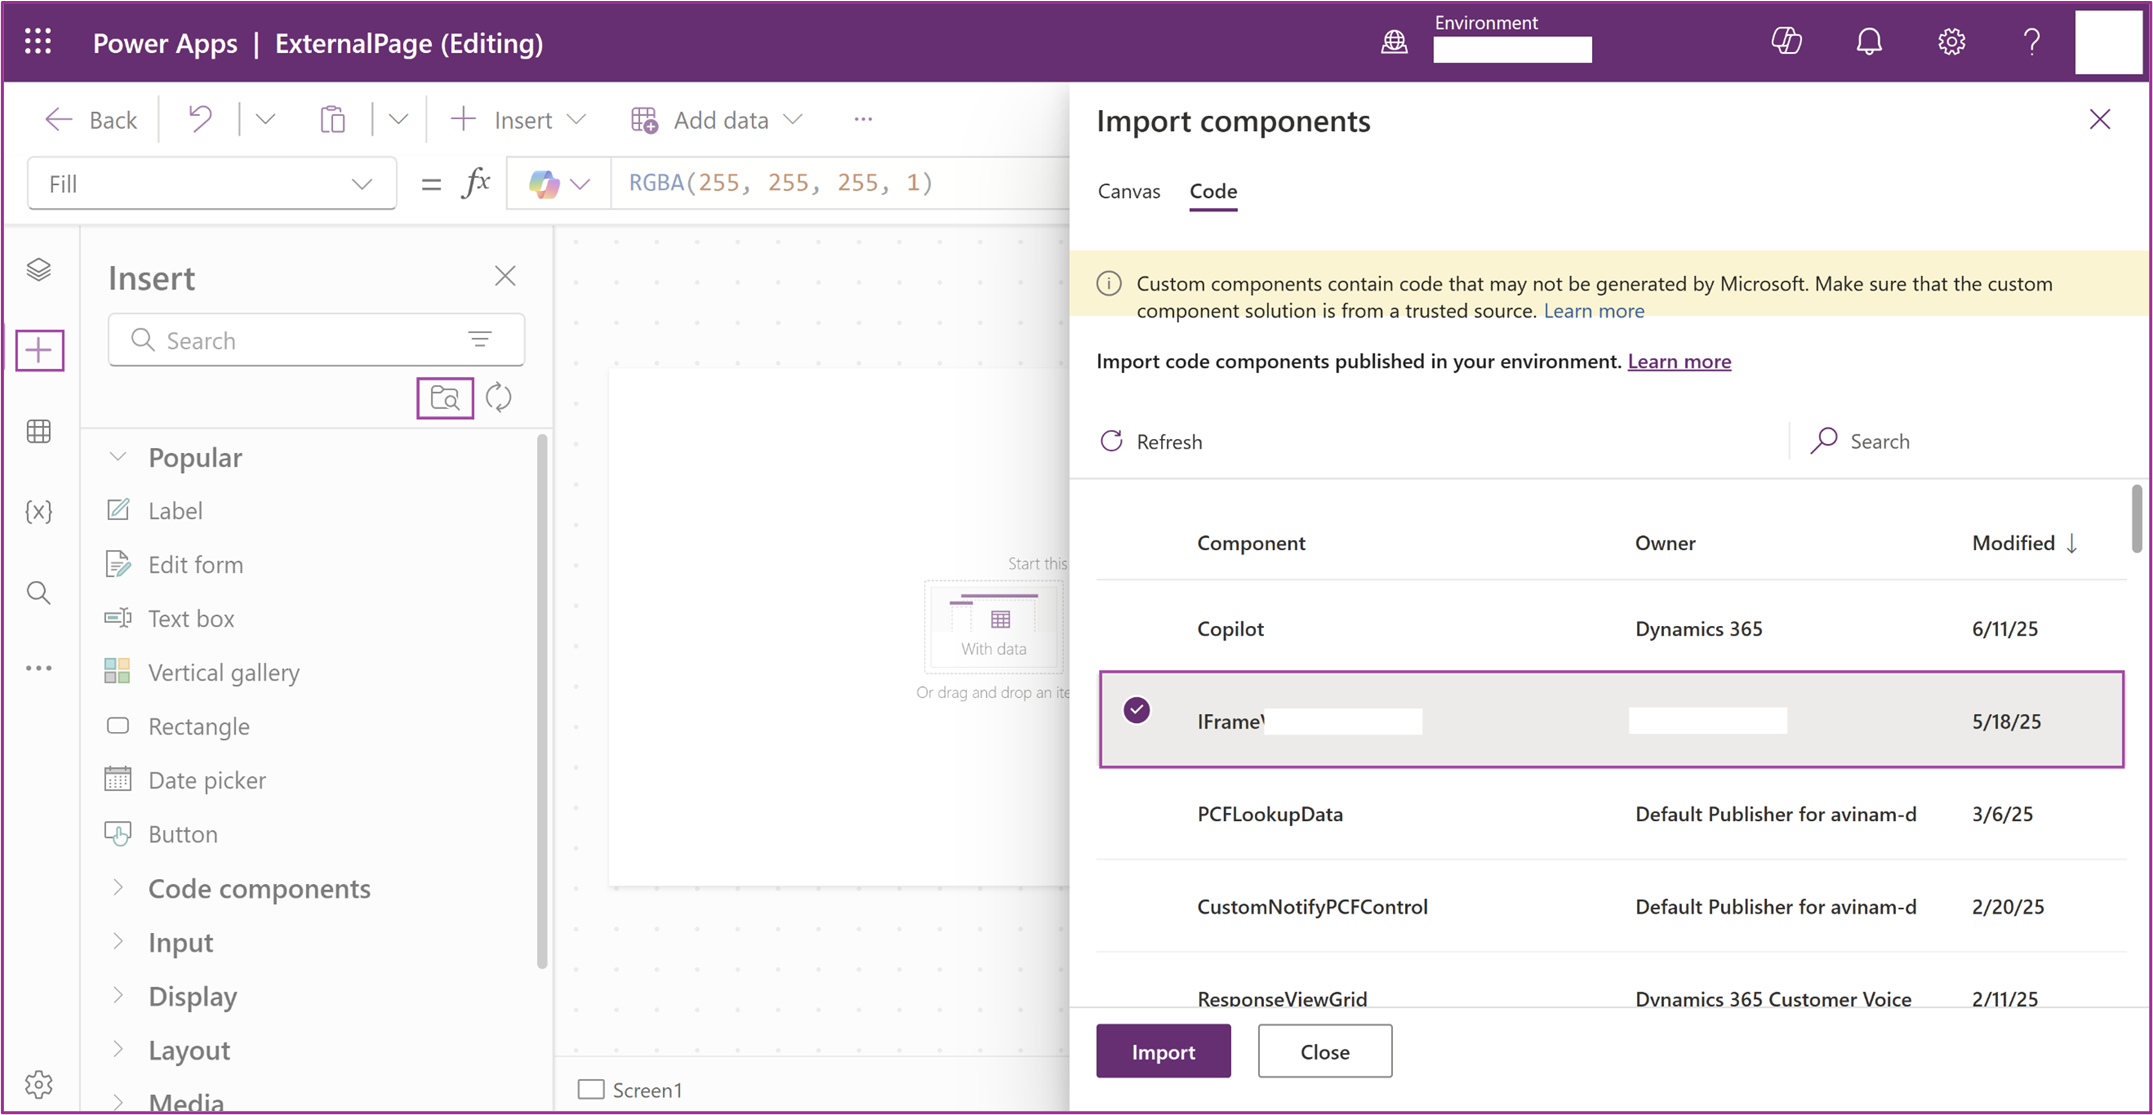 Power Apps | ExternalPage (Editing)
Environment
Back
Insert
Add data
Fill
= fx
RGBA(255, 255, 255, 1)
Insert
Search
Popular
Label
Edit form
Text box
Vertical gallery
Rectangle
Date picker
Button
Code components
Input
Display
Layout
Media
Start this
With data
Or drag and drop an ite
Screen1
Import components
Canvas
Code
Custom components contain code that may not be generated by Microsoft. Make sure that the custom
component solution is from a trusted source. Learn more
Import code components published in your environment. Learn more
Refresh
Search
Component Owner Modified
Copilot Dynamics 365 6/11/25
IFrame 5/18/25
PCFLookupData Default Publisher for avinam-d 3/6/25
CustomNotifyPCFControl Default Publisher for avinam-d 2/20/25
ResponseViewGrid Dynamics 365 Customer Voice 2/11/25
Import
Close